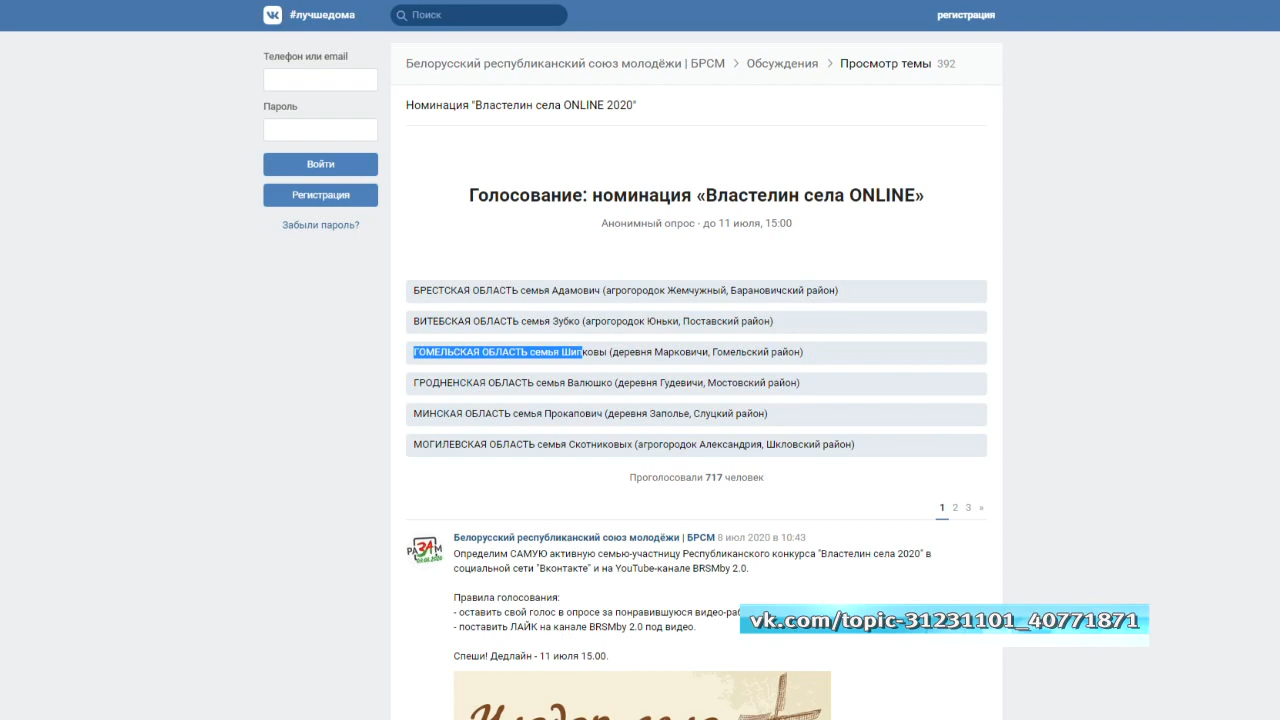 #лучшедома
Поиск
регистрация
Телефон или email
Пароль
Войти
Регистрация
Забыли пароль?
Белорусский республиканский союз молодёжи | БРСМ > Обсуждения > Просмотр темы 392
Номинация "Властелин села ONLINE 2020"
Голосование: номинация «Властелин села ONLINE»
Анонимный опрос · до 11 июля, 15:00
БРЕСТСКАЯ ОБЛАСТЬ семья Адамович (агрогородок Жемчужный, Барановичский район)
ВИТЕБСКАЯ ОБЛАСТЬ семья Зубко (агрогородок Юньки, Поставский район)
ГОМЕЛЬСКАЯ ОБЛАСТЬ семья Шилковы (деревня Марковичи, Гомельский район)
ГРОДНЕНСКАЯ ОБЛАСТЬ семья Валюшко (деревня Гудевичи, Мостовский район)
МИНСКАЯ ОБЛАСТЬ семья Прокапович (деревня Заполье, Слуцкий район)
МОГИЛЕВСКАЯ ОБЛАСТЬ семья Скотниковых (агрогородок Александрия, Шкловский район)
Проголосовали 717 человек
1 2 3 »
Белорусский республиканский союз молодёжи | БРСМ 8 июл 2020 в 10:43
Определим САМУЮ активную семью-участницу Республиканского конкурса "Властелин села 2020" в
социальной сети "Вконтакте" и на YouTube-канале BRSMby 2.0.
Правила голосования:
- оставить свой голос в опросе за понравившуюся
- поставить ЛАЙК на канале BRSMby 2.0 под видео.
vk.com/topic-31231101_40771871
Спеши! Дедлайн - 11 июля 15.00.